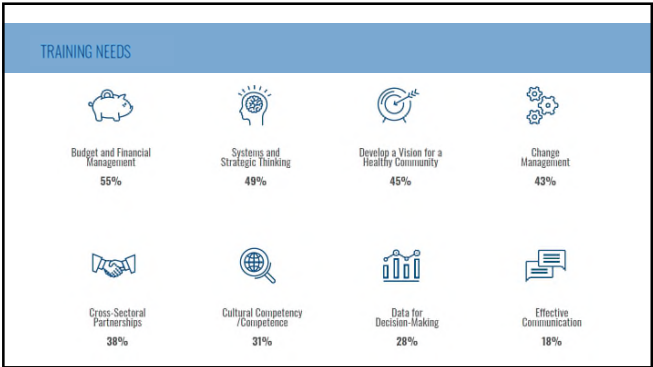 TRAINING NEEDS
Budget and Financial
Management
55%
Systems and
Strategic Thinking
49%
Develop a Vision for a
Healthy Community
45%
Change
Management
43%
Cross-Sectoral
Partnerships
38%
Cultural Competency
/Competence
31%
Data for
Decision-Making
28%
Effective
Communication
18%